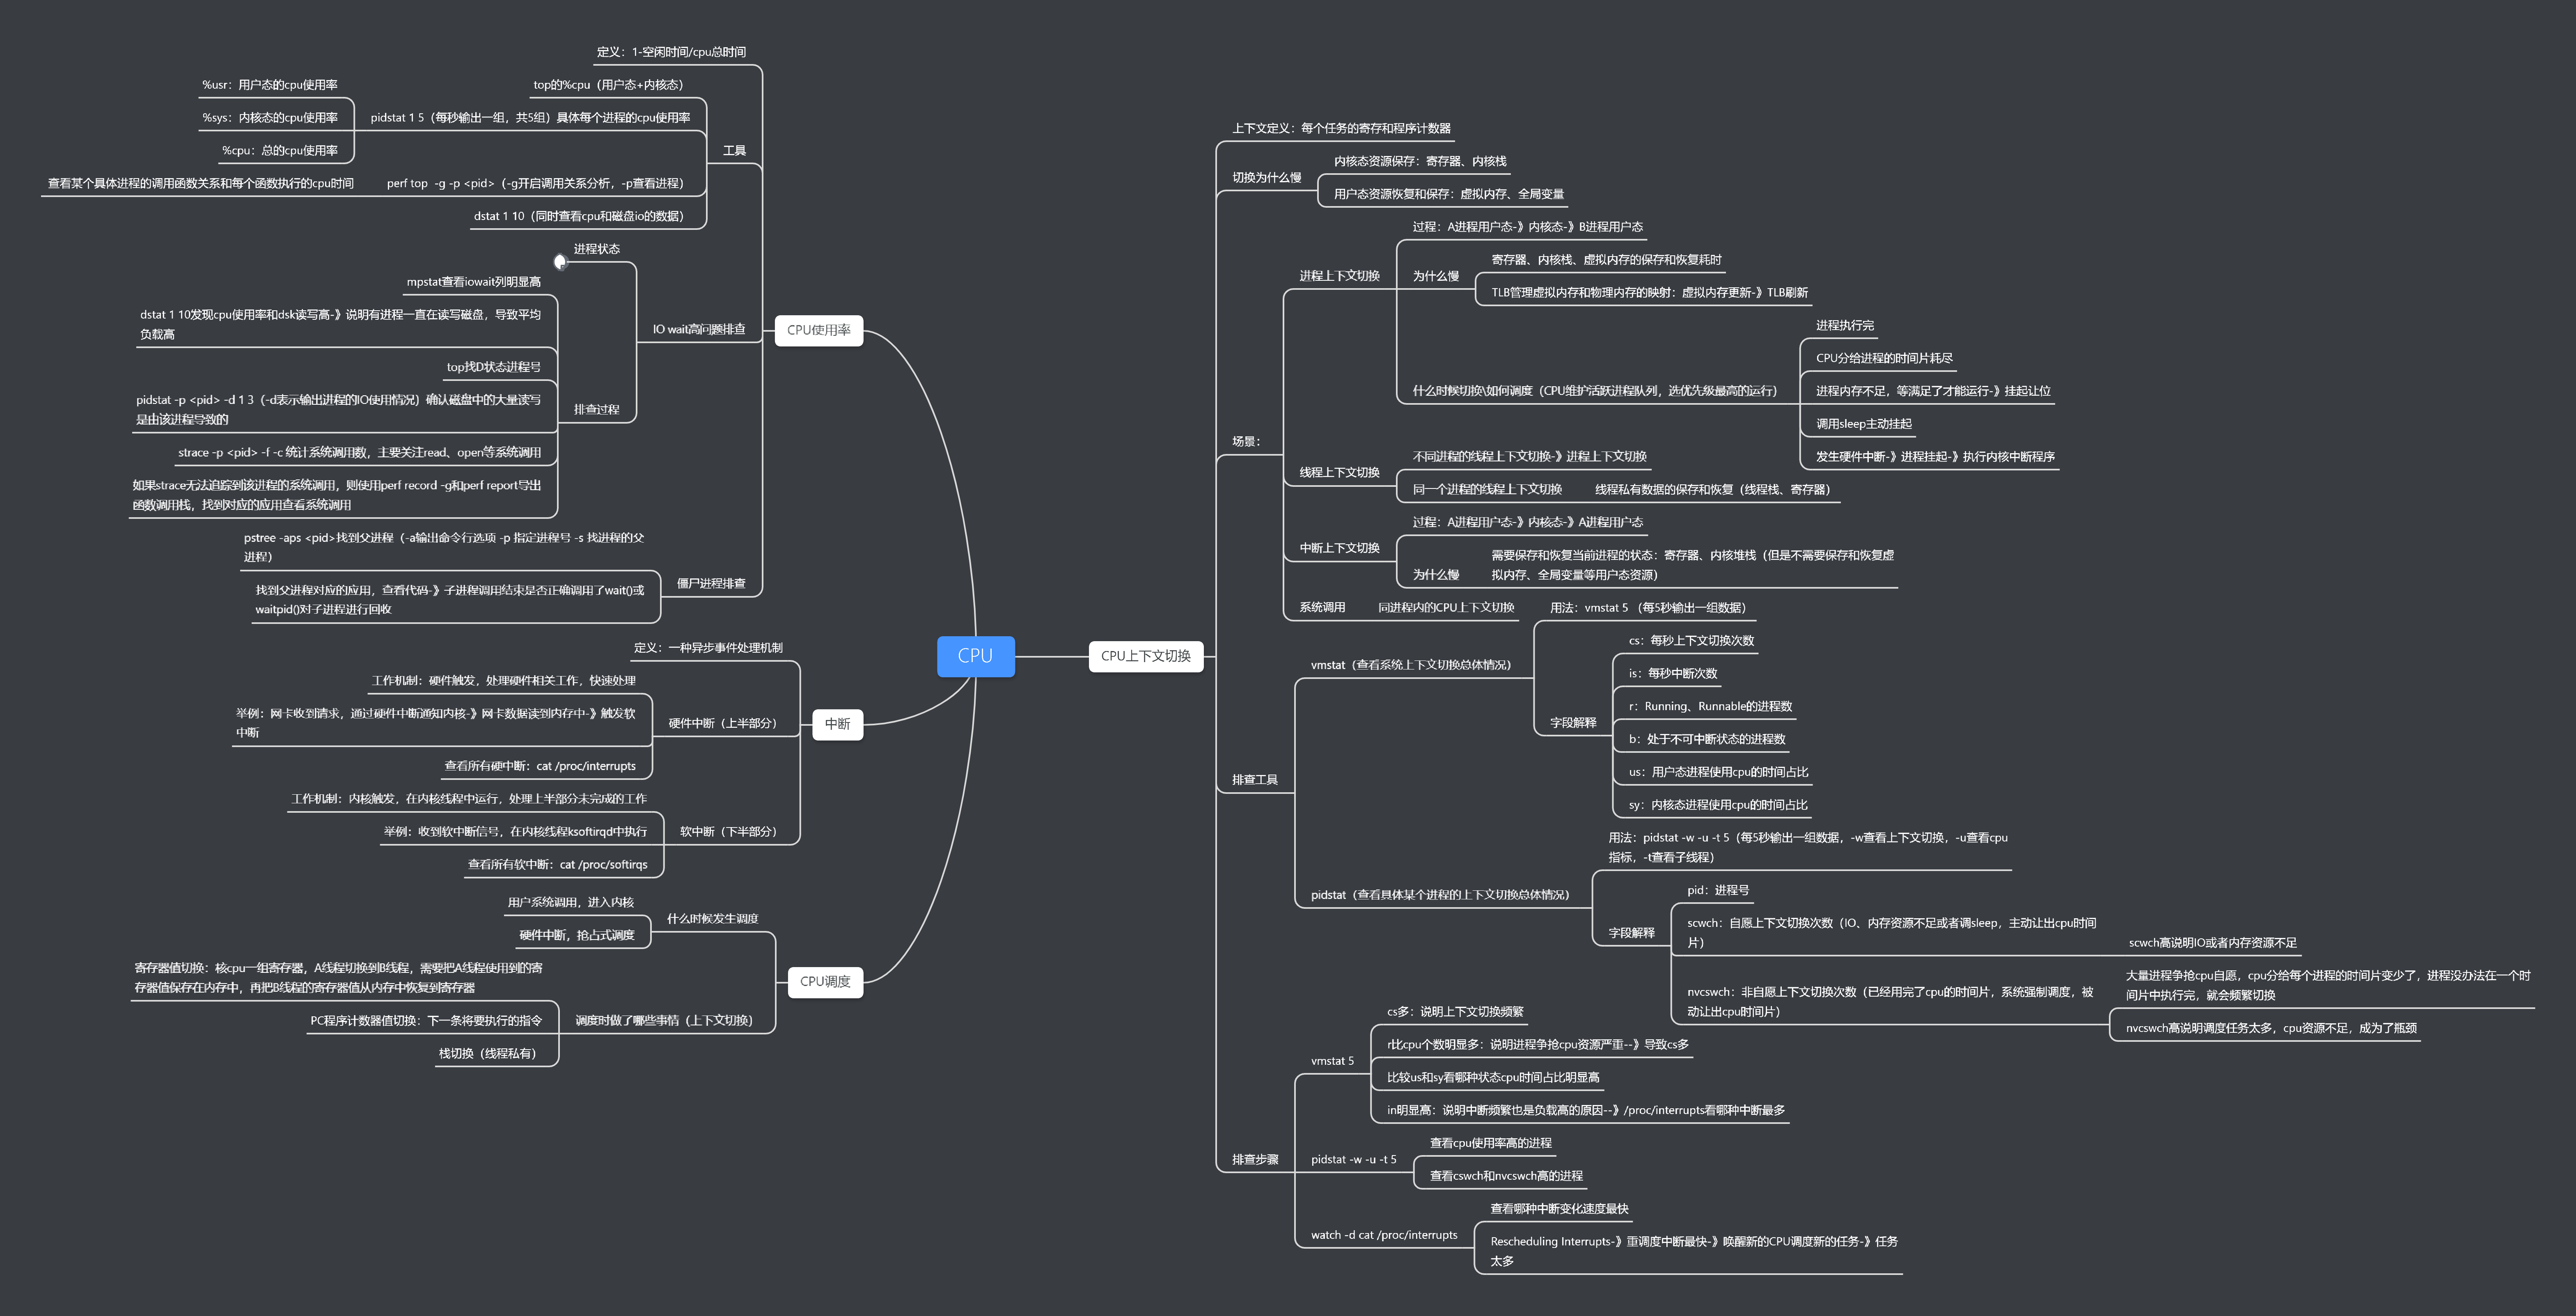 CPU
CPU使用率
定义：1-空闲时间/cpu总时间
工具
top的%cpu（用户态+内核态）
pidstat 1 5（每秒输出一组，共5组）具体每个进程的cpu使用率
%usr：用户态的cpu使用率
%sys：内核态的cpu使用率
%cpu：总的cpu使用率
perf top  -g -p <pid>（-g开启调用关系分析，-p查看进程）
查看某个具体进程的调用函数关系和每个函数执行的cpu时间
dstat 1 10（同时查看cpu和磁盘io的数据）
IO wait高问题排查
进程状态
排查过程
mpstat查看iowait列明显高
dstat 1 10发现cpu使用率和dsk读写高-》说明有进程一直在读写磁盘，导致平均
负载高
top找D状态进程号
pidstat -p <pid> -d 1 3（-d表示输出进程的IO使用情况）确认磁盘中的大量读写
是由该进程导致的
strace -p <pid> -f -c 统计系统调用数，主要关注read、open等系统调用
如果strace无法追踪到该进程的系统调用，则使用perf record -g和perf report导出
函数调用栈，找到对应的应用查看系统调用
僵尸进程排查
pstree -aps <pid>找到父进程（-a输出命令行选项 -p 指定进程号 -s 找进程的父
进程）
找到父进程对应的应用，查看代码-》子进程调用结束是否正确调用了wait()或
waitpid()对子进程进行回收
中断
定义：一种异步事件处理机制
硬件中断（上半部分）
工作机制：硬件触发，处理硬件相关工作，快速处理
举例：网卡收到请求，通过硬件中断通知内核-》网卡数据读到内存中-》触发软
中断
查看所有硬中断：cat /proc/interrupts
软中断（下半部分）
工作机制：内核触发，在内核线程中运行，处理上半部分未完成的工作
举例：收到软中断信号，在内核线程ksoftirqd中执行
查看所有软中断：cat /proc/softirqs
CPU调度
什么时候发生调度
用户系统调用，进入内核
硬件中断，抢占式调度
调度时做了哪些事情（上下文切换）
寄存器值切换：核cpu一组寄存器，A线程切换到B线程，需要把A线程使用到的寄
存器值保存在内存中，再把B线程的寄存器值从内存中恢复到寄存器
PC程序计数器值切换：下一条将要执行的指令
栈切换（线程私有）
CPU上下文切换
上下文定义：每个任务的寄存和程序计数器
切换为什么慢
内核态资源保存：寄存器、内核栈
用户态资源恢复和保存：虚拟内存、全局变量
场景：
进程上下文切换
过程：A进程用户态-》内核态-》B进程用户态
为什么慢
寄存器、内核栈、虚拟内存的保存和恢复耗时
TLB管理虚拟内存和物理内存的映射：虚拟内存更新-》TLB刷新
什么时候切换\如何调度（CPU维护活跃进程队列，选优先级最高的运行）
进程执行完
CPU分给进程的时间片耗尽
进程内存不足，等满足了才能运行-》挂起让位
调用sleep主动挂起
发生硬件中断-》进程挂起-》执行内核中断程序
线程上下文切换
不同进程的线程上下文切换-》进程上下文切换
同一个进程的线程上下文切换
线程私有数据的保存和恢复（线程栈、寄存器）
中断上下文切换
过程：A进程用户态-》内核态-》A进程用户态
为什么慢
需要保存和恢复当前进程的状态：寄存器、内核堆栈（但是不需要保存和恢复虚
拟内存、全局变量等用户态资源）
系统调用
同进程内的CPU上下文切换
排查工具
vmstat（查看系统上下文切换总体情况）
用法：vmstat 5 （每5秒输出一组数据）
字段解释
cs：每秒上下文切换次数
is：每秒中断次数
r：Running、Runnable的进程数
b：处于不可中断状态的进程数
us：用户态进程使用cpu的时间占比
sy：内核态进程使用cpu的时间占比
pidstat（查看具体某个进程的上下文切换总体情况）
用法：pidstat -w -u -t 5（每5秒输出一组数据，-w查看上下文切换，-u查看cpu
指标，-t查看子线程）
字段解释
pid：进程号
scwch：自愿上下文切换次数（IO、内存资源不足或者调sleep，主动让出cpu时间
片）
scwch高说明IO或者内存资源不足
nvcswch：非自愿上下文切换次数（已经用完了cpu的时间片，系统强制调度，被
动让出cpu时间片）
大量进程争抢cpu自愿，cpu分给每个进程的时间片变少了，进程没办法在一个时
间片中执行完，就会频繁切换
nvcswch高说明调度任务太多，cpu资源不足，成为了瓶颈
排查步骤
vmstat 5
cs多：说明上下文切换频繁
r比cpu个数明显多：说明进程争抢cpu资源严重--》导致cs多
比较us和sy看哪种状态cpu时间占比明显高
in明显高：说明中断频繁也是负载高的原因--》/proc/interrupts看哪种中断最多
pidstat -w -u -t 5
查看cpu使用率高的进程
查看cswch和nvcswch高的进程
watch -d cat /proc/interrupts
查看哪种中断变化速度最快
Rescheduling Interrupts-》重调度中断最快-》唤醒新的CPU调度新的任务-》任务
太多